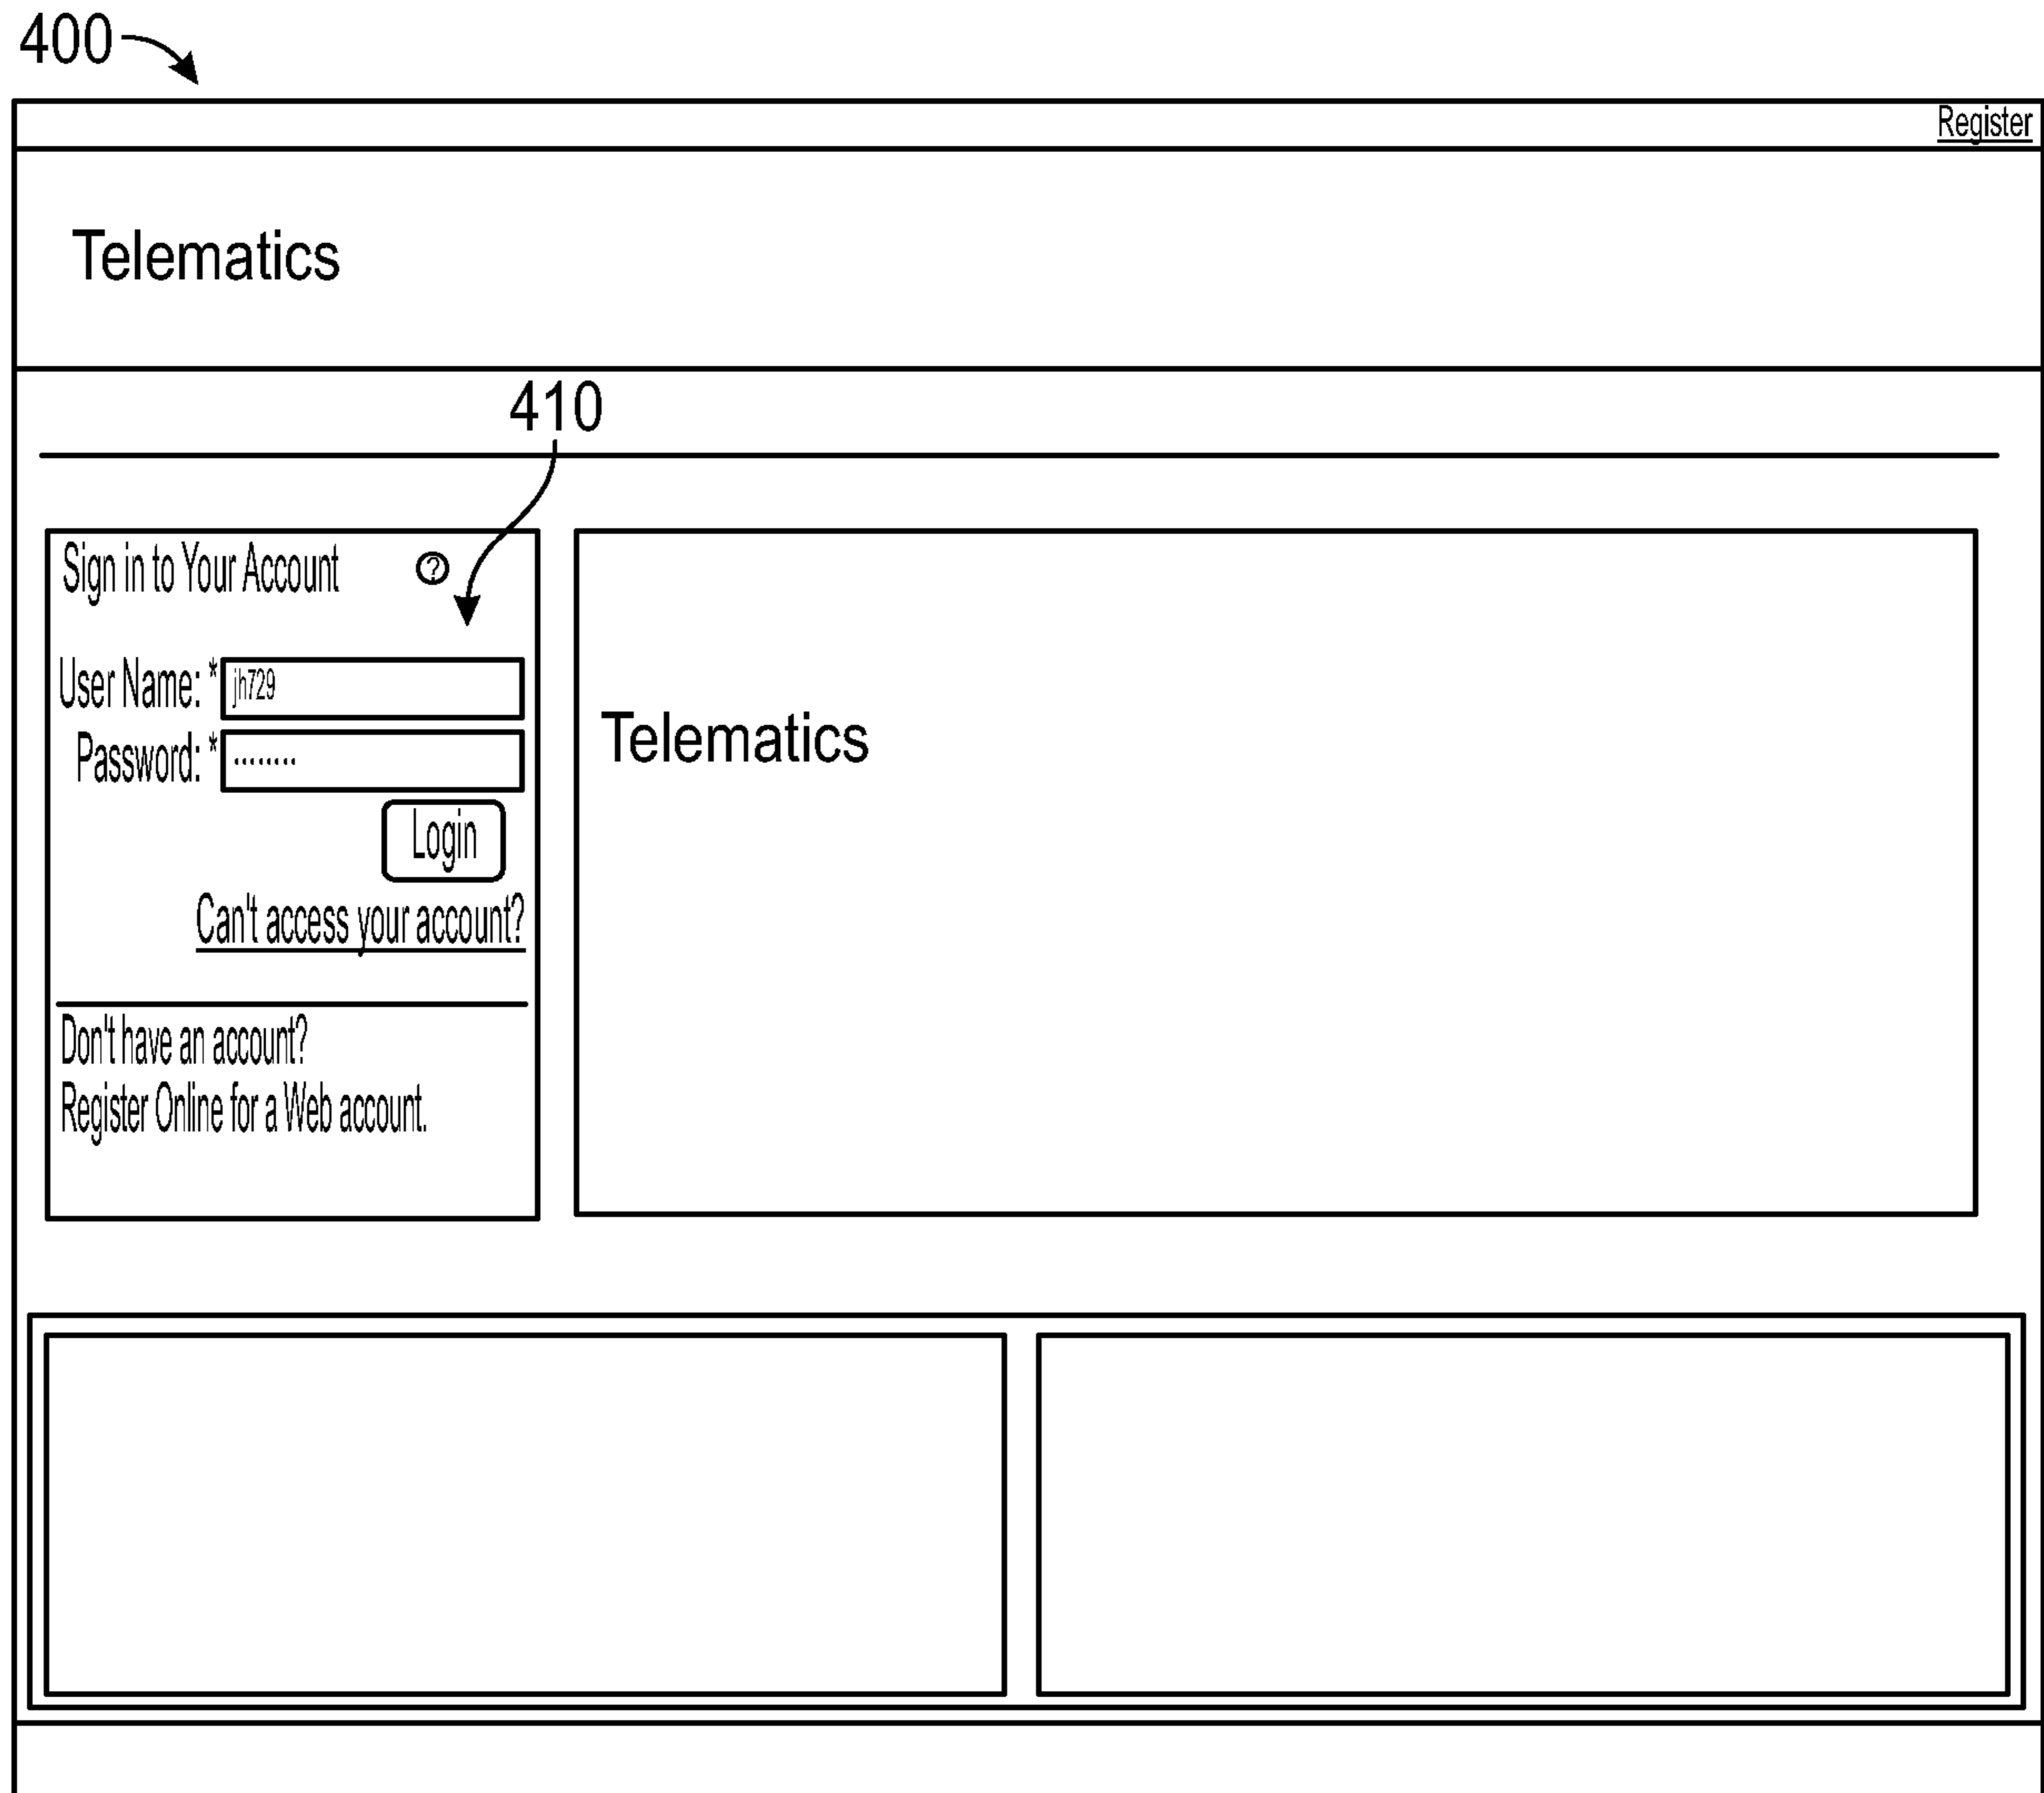 400
Register
Telematics
410
Sign in to Your Account ?
User Name: * jh729
Password: * ........
Login
Can't access your account?
Don't have an account?
Register Online for a Web account.
Telematics